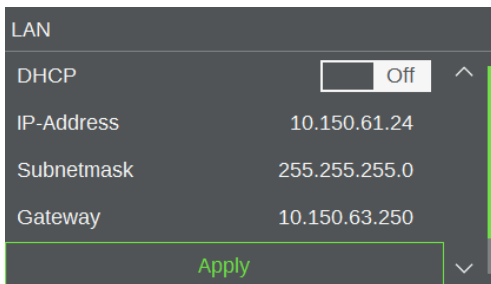 LAN
DHCP Off
IP-Address 10.150.61.24
Subnetmask 255.255.255.0
Gateway 10.150.63.250
Apply